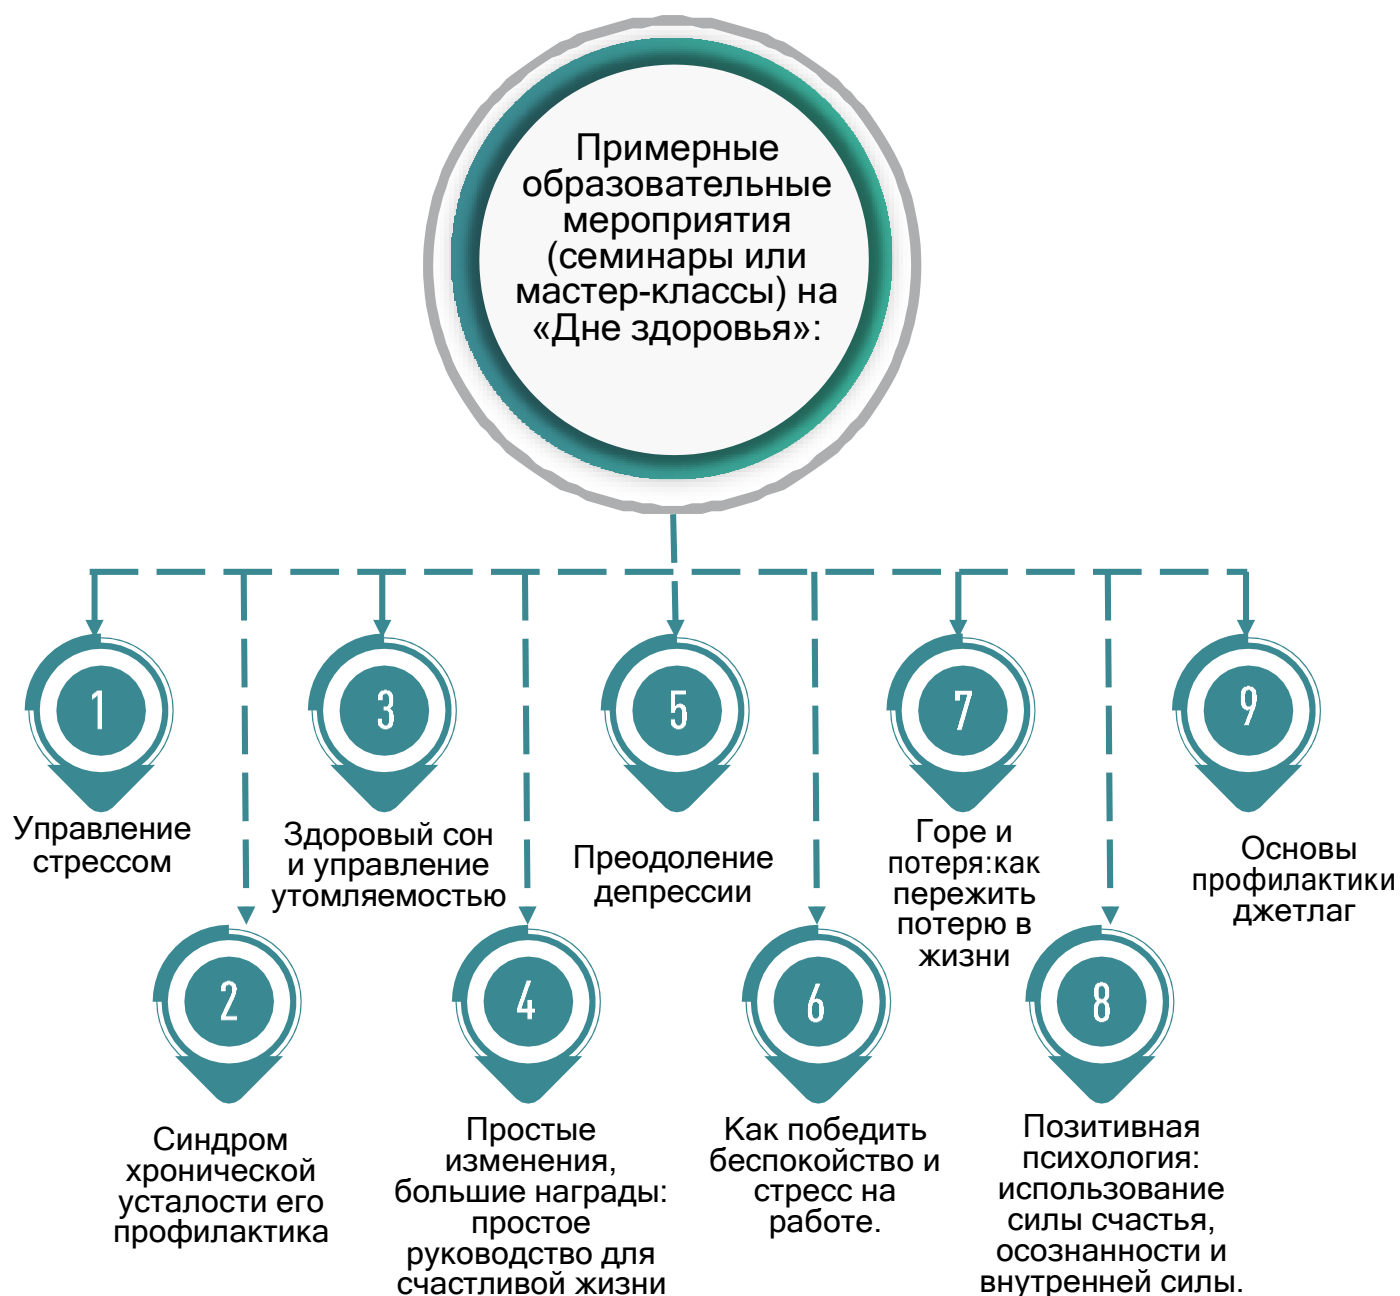 Примерные
образовательные
мероприятия
(семинары или
мастер-классы) на
«Дне здоровья»:
1
Управление
стрессом
2
Синдром
хронической
усталости его
профилактика
3
Здоровый сон
и управление
утомляемостью
4
Простые
изменения,
большие награды:
простое
руководство для
счастливой жизни
5
Преодоление
депрессии
6
Как победить
беспокойство и
стресс на
работе.
7
Горе и
потеря:как
пережить
потерю в
жизни
8
Позитивная
психология:
использование
силы счастья,
осознанности и
внутренней силы.
9
Основы
профилактики
джетлаг